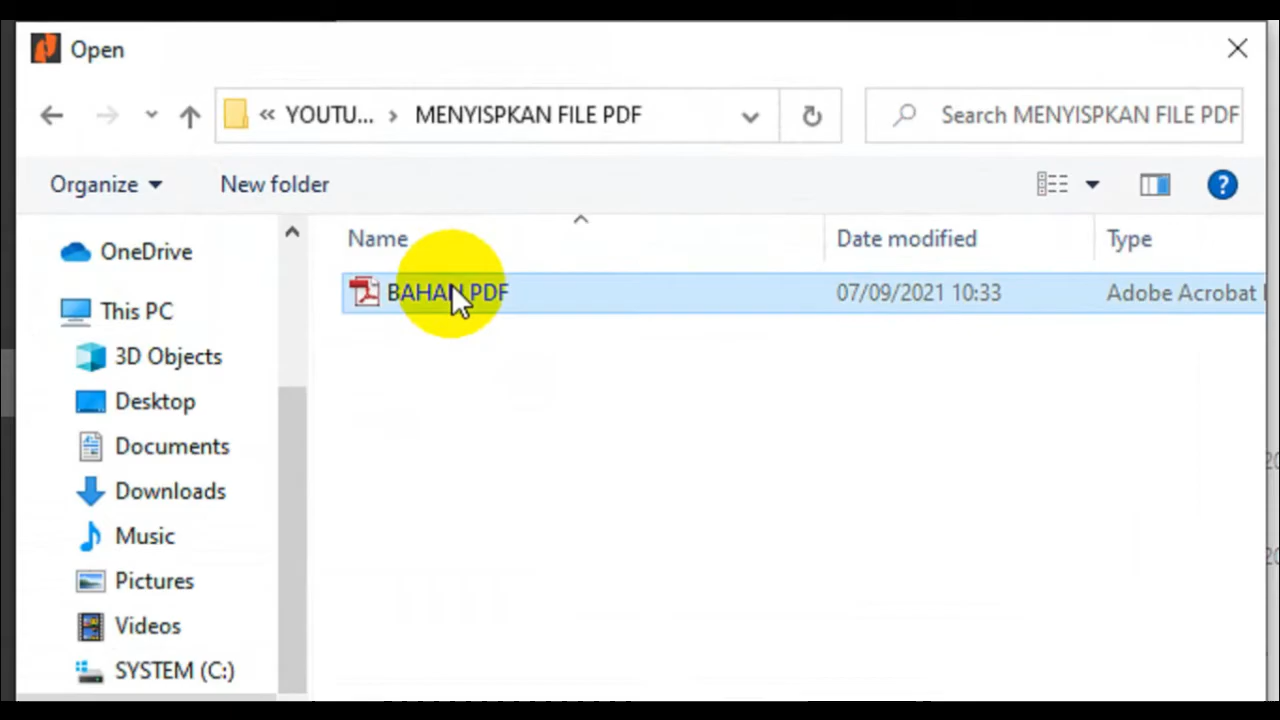 Open
« YOUTU... > MENYISPKAN FILE PDF
Search MENYISPKAN FILE PDF
Organize
New folder
?
Name
Date modified
Type
BAHAN PDF
07/09/2021 10:33
Adobe Acrobat
OneDrive
This PC
3D Objects
Desktop
Documents
Downloads
Music
Pictures
Videos
SYSTEM (C:)